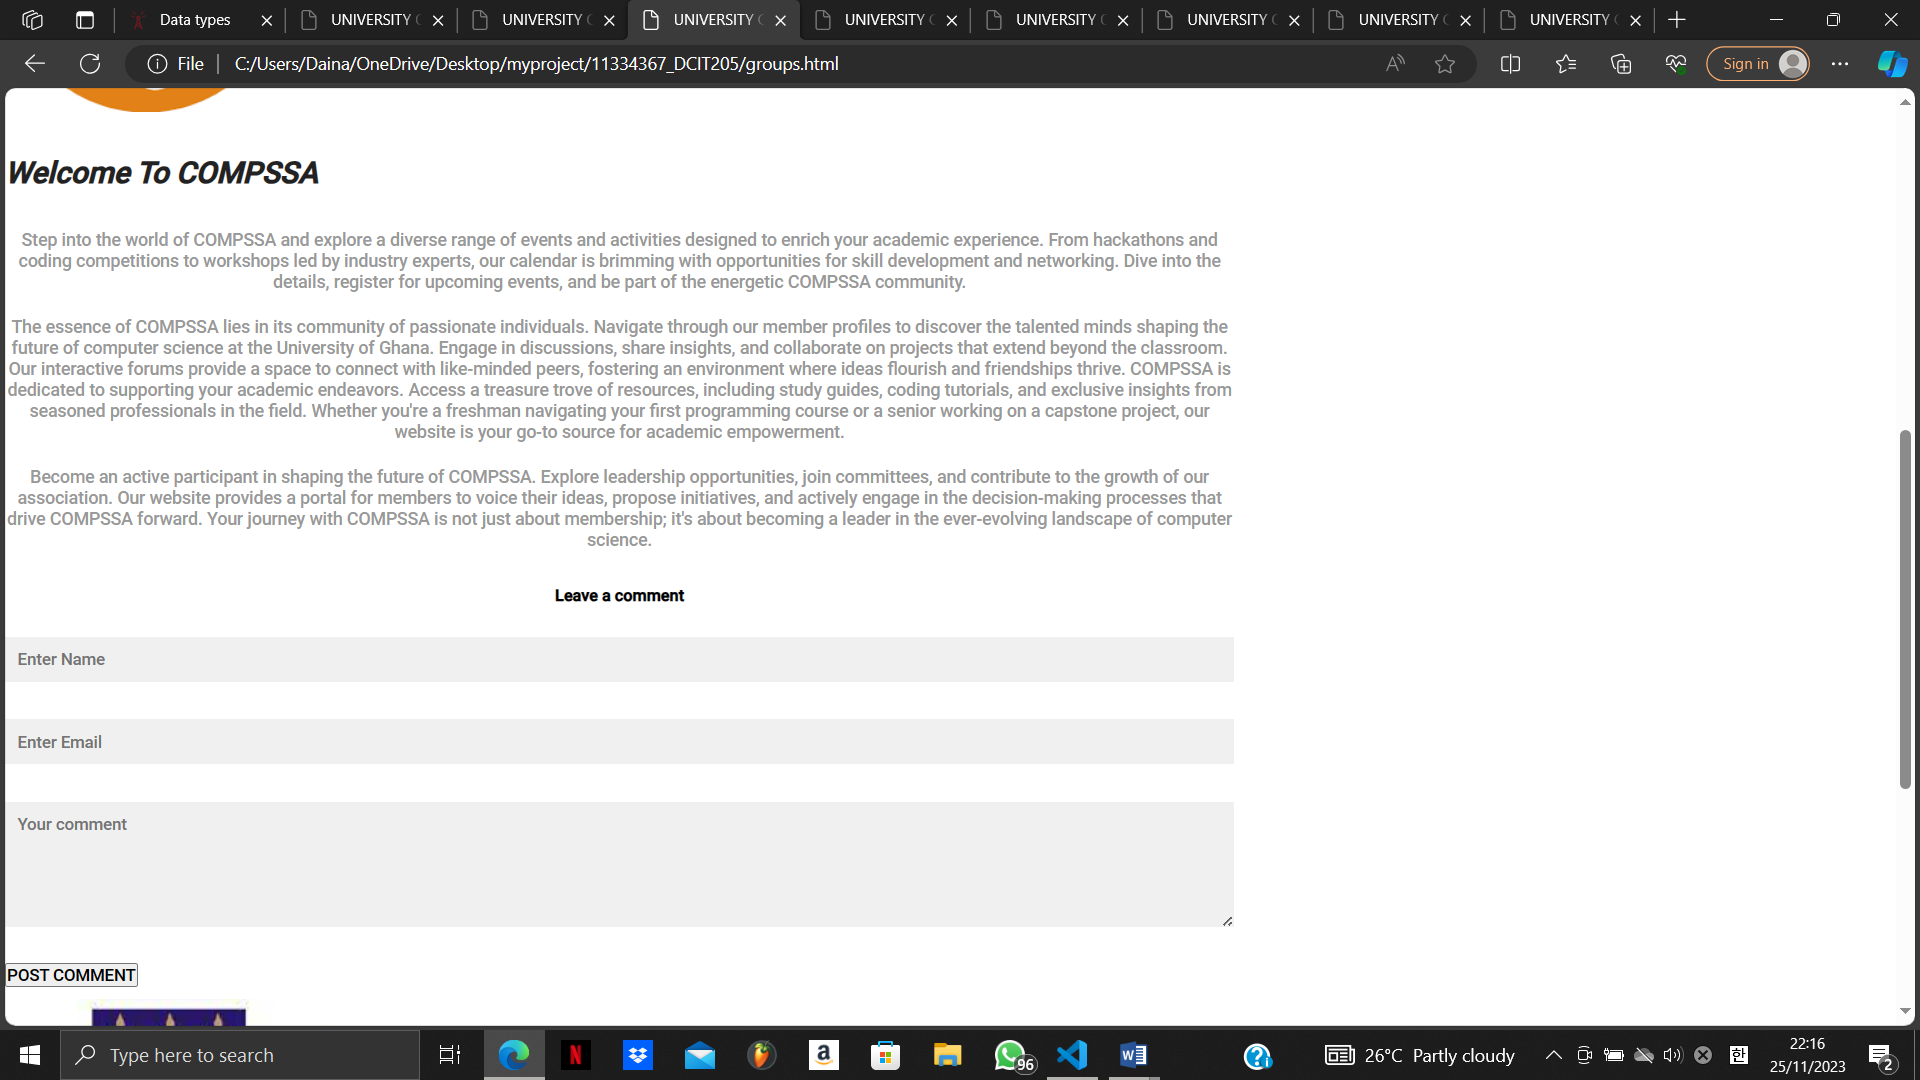 Data types
UNIVERSITY
UNIVERSITY
UNIVERSITY
UNIVERSITY
UNIVERSITY
UNIVERSITY
UNIVERSITY
UNIVERSITY
File
C:/Users/Daina/OneDrive/Desktop/myproject/11334367_DCIT205/groups.html
Sign in
Welcome To COMPSSA
Step into the world of COMPSSA and explore a diverse range of events and activities designed to enrich your academic experience. From hackathons and
coding competitions to workshops led by industry experts, our calendar is brimming with opportunities for skill development and networking. Dive into the
details, register for upcoming events, and be part of the energetic COMPSSA community.
The essence of COMPSSA lies in its community of passionate individuals. Navigate through our member profiles to discover the talented minds shaping the
future of computer science at the University of Ghana. Engage in discussions, share insights, and collaborate on projects that extend beyond the classroom.
Our interactive forums provide a space to connect with like-minded peers, fostering an environment where ideas flourish and friendships thrive. COMPSSA is
dedicated to supporting your academic endeavors. Access a treasure trove of resources, including study guides, coding tutorials, and exclusive insights from
seasoned professionals in the field. Whether you're a freshman navigating your first programming course or a senior working on a capstone project, our
website is your go-to source for academic empowerment.
Become an active participant in shaping the future of COMPSSA. Explore leadership opportunities, join committees, and contribute to the growth of our
association. Our website provides a portal for members to voice their ideas, propose initiatives, and actively engage in the decision-making processes that
drive COMPSSA forward. Your journey with COMPSSA is not just about membership; it's about becoming a leader in the ever-evolving landscape of computer
science.
Leave a comment
Enter Name
Enter Email
Your comment
POST COMMENT
Type here to search
96
26°C Partly cloudy
한
22:16
25/11/2023
2